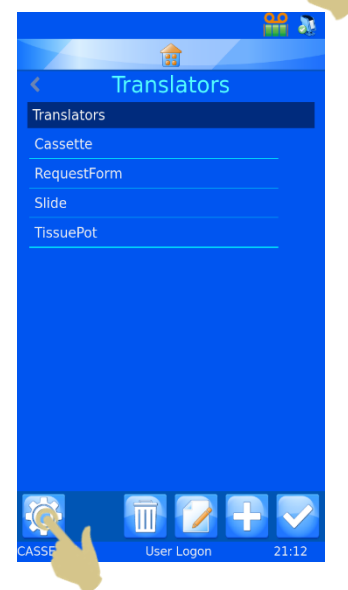 Translators
Translators
Cassette
RequestForm
Slide
TissuePot
User Logon 21:12